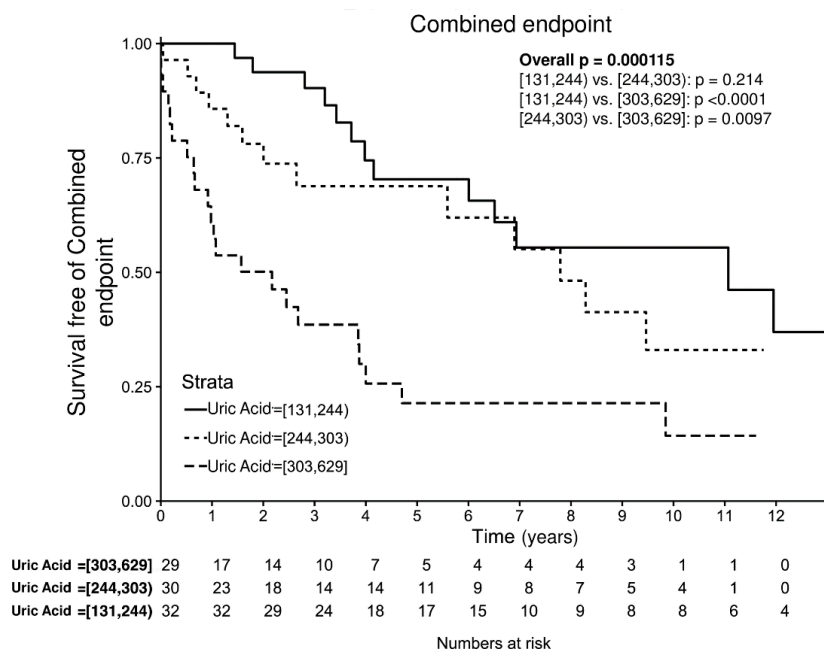 Combined endpoint
Overall p = 0.000115
[131,244) vs. [244,303): p = 0.214
[131,244) vs. [303,629]: p <0.0001
[244,303) vs. [303,629]: p = 0.0097
Survival free of Combined
endpoint
1.00
0.75
0.50
0.25
0.00
Strata
Uric Acid=[131,244)
Uric Acid=[244,303)
Uric Acid=[303,629]
0 1 2 3 4 5 6 7 8 9 10 11 12
Time (years)
Uric Acid =[303,629] 29 17 14 10 7 5 4 4 4 3 1 1 0
Uric Acid =[244,303) 30 23 18 14 14 11 9 8 7 5 4 1 0
Uric Acid =[131,244) 32 32 29 24 18 17 15 10 9 8 8 6 4
Numbers at risk